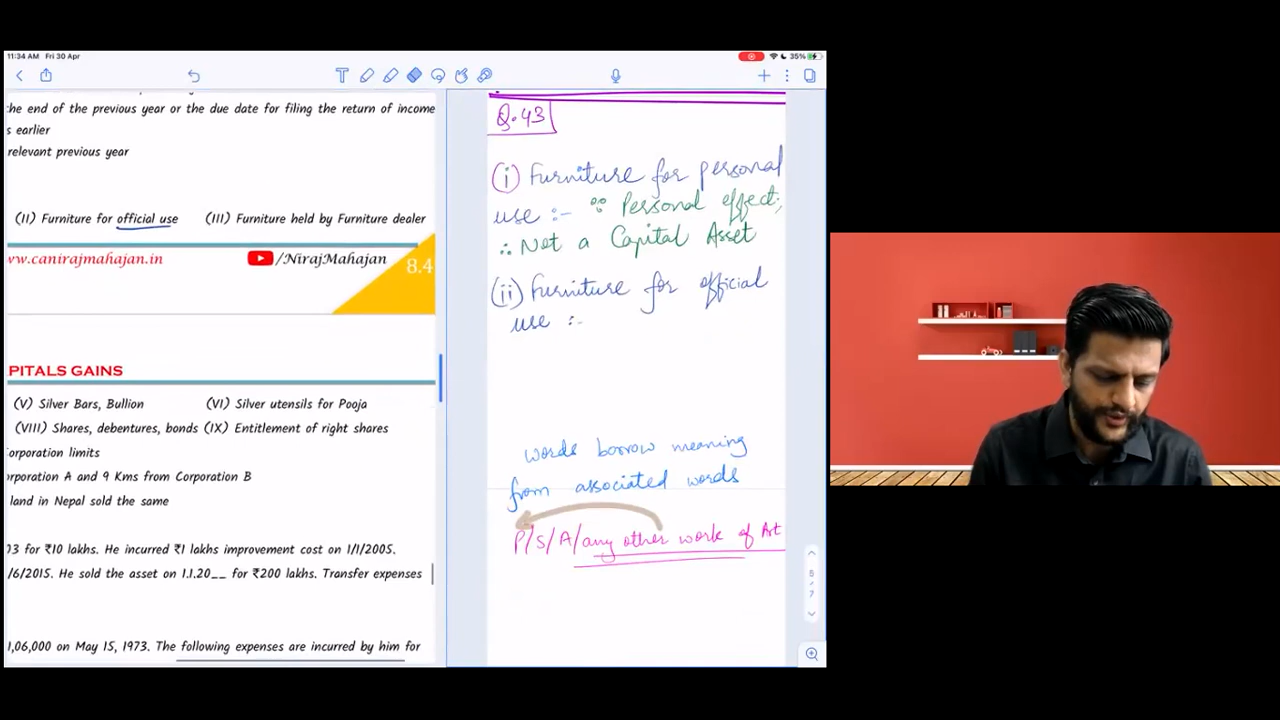 11:34 AM Fri 30 Apr
35%
the end of the previous year or the due date for filing the return of income
s earlier
relevant previous year
(II) Furniture for official use (III) Furniture held by Furniture dealer
ww.canirajmahajan.in /NirajMahajan 8.4
PITALS GAINS
(V) Silver Bars, Bullion (VI) Silver utensils for Pooja
(VIII) Shares, debentures, bonds (IX) Entitlement of right shares
orporation limits
rporation A and 9 Kms from Corporation B
land in Nepal sold the same
03 for ₹10 lakhs. He incurred ₹1 lakhs improvement cost on 1/1/2005.
/6/2015. He sold the asset on 1.1.20__ for ₹200 lakhs. Transfer expenses
1,06,000 on May 15, 1973. The following expenses are incurred by him for
Q.43
(i) Furniture for personal
use :- ∵ Personal effect;
∴ Not a Capital Asset
(ii) Furniture for official
use :-
words borrow meaning
from associated words
P/S/A/any other work of Art
5
/
7